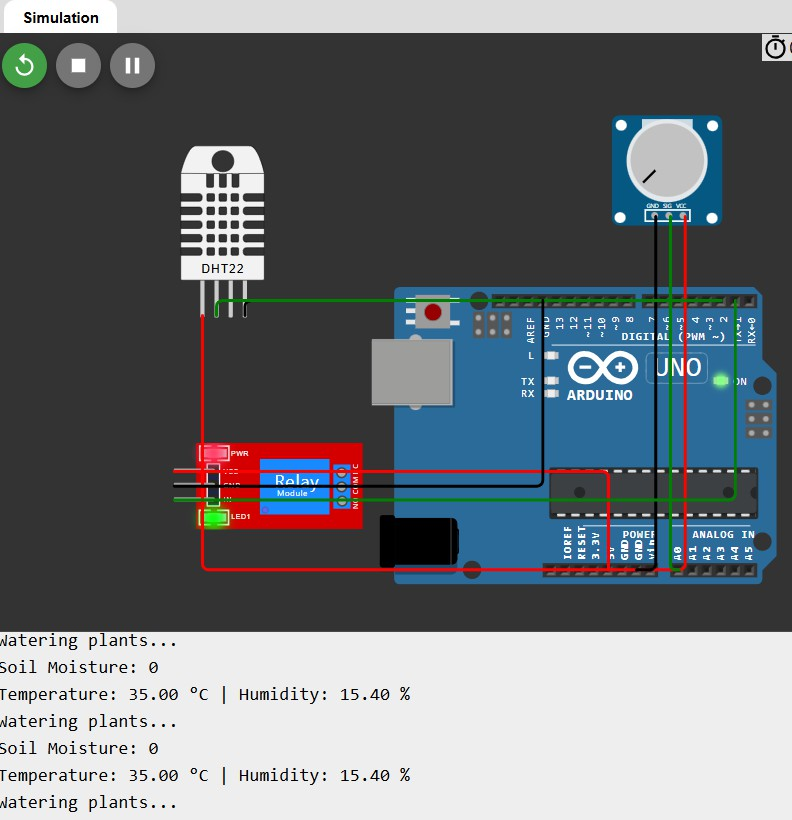 Simulation
GND SIG VCC
DHT22
AREF
GND
13
12
~11
~10
~9
8
7
~6
~5
4
~3
2
TX→1
RX←0
DIGITAL (PWM ~)
L
TX
RX
ARDUINO
UNO
ON
PWR
VCC
GND
IN
LED1
Relay
Module
NO COM NC
IOREF
RESET
3.3V
5V
GND
GND
Vin
POWER
ANALOG IN
A0
A1
A2
A3
A4
A5
Watering plants...
Soil Moisture: 0
Temperature: 35.00 °C | Humidity: 15.40 %
Watering plants...
Soil Moisture: 0
Temperature: 35.00 °C | Humidity: 15.40 %
Watering plants...